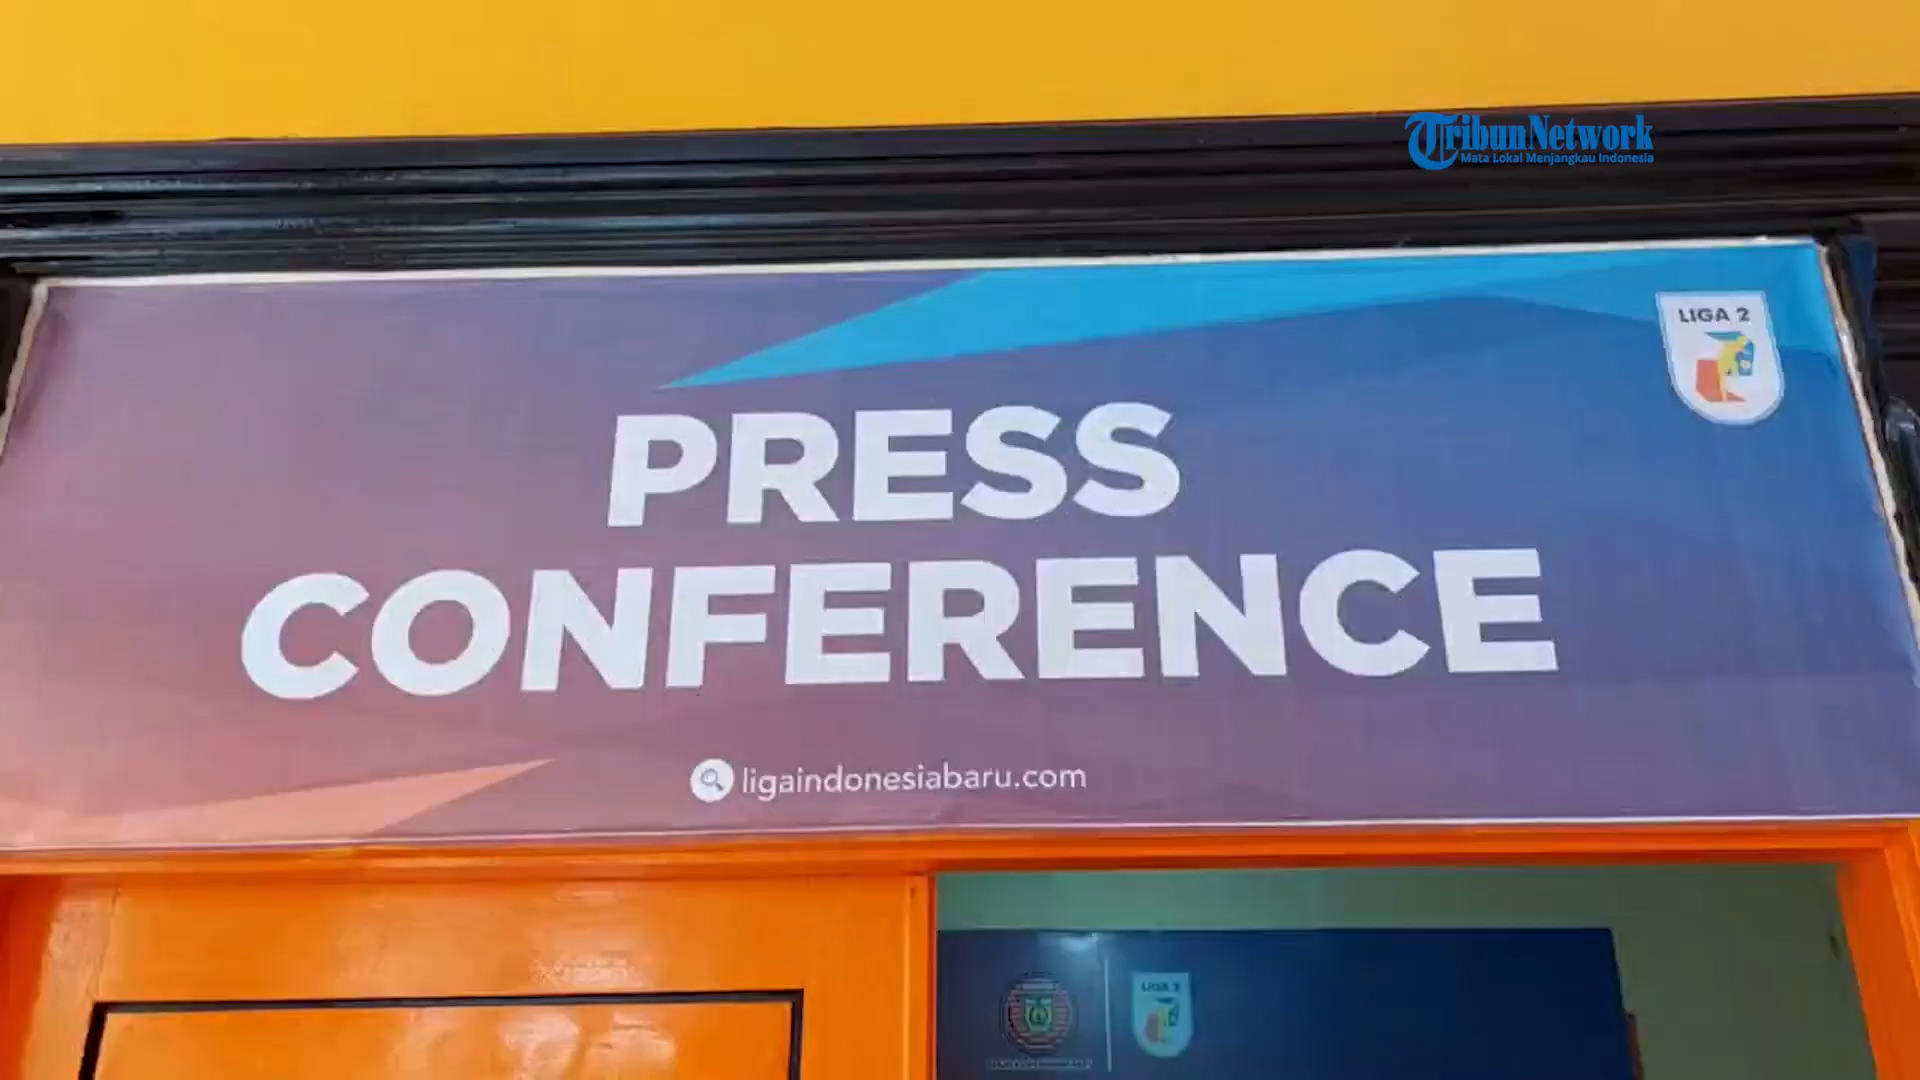 TribunNetwork
Mata Lokal Menjangkau Indonesia
LIGA 2
PRESS
CONFERENCE
ligaindonesiabaru.com
LIGA 2